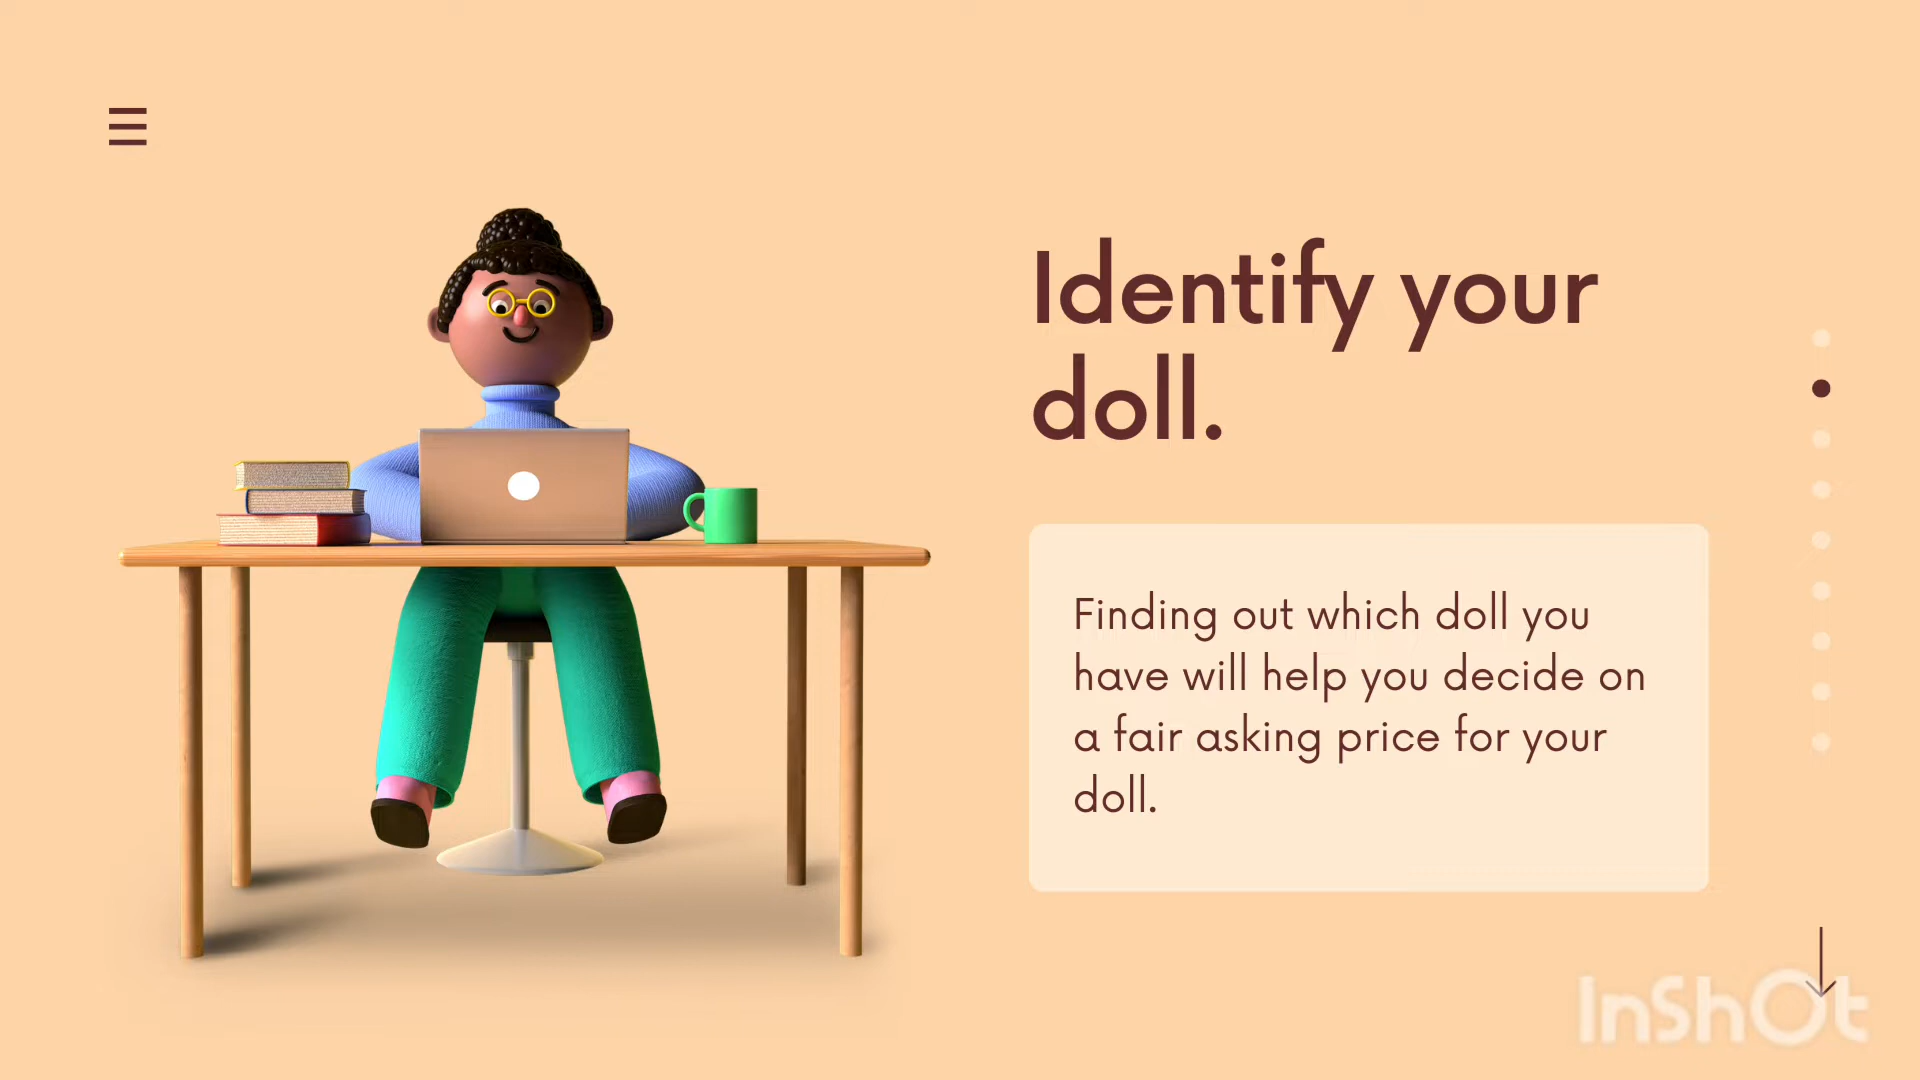 Identify your
doll.
Finding out which doll you
have will help you decide on
a fair asking price for your
doll.
InShOt